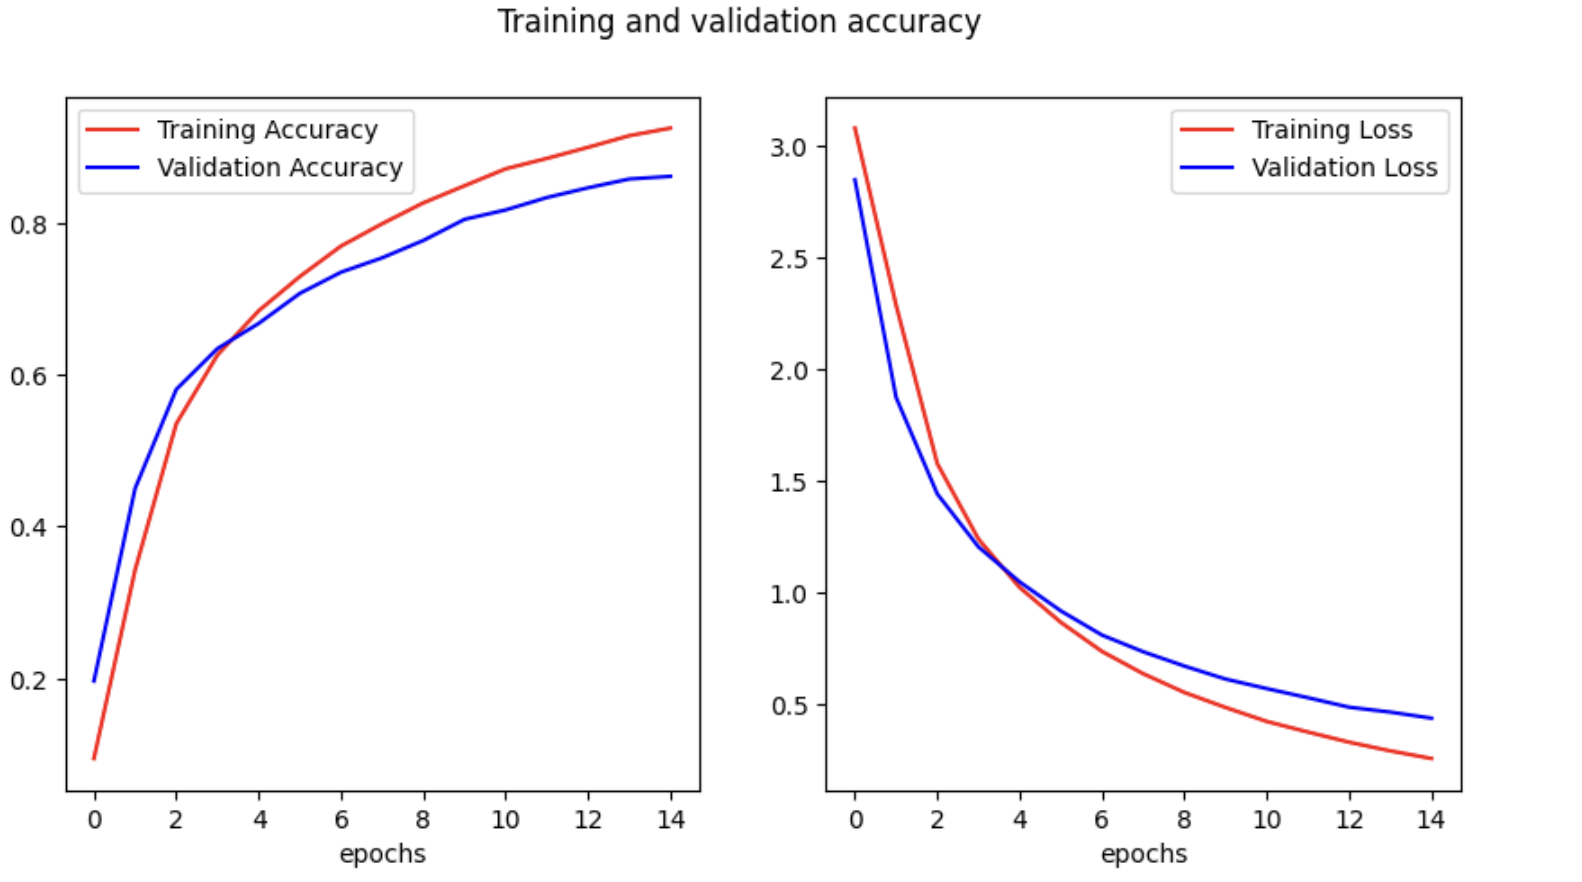 Training and validation accuracy
Training Accuracy
Validation Accuracy
0.8
0.6
0.4
0.2
0 2 4 6 8 10 12 14
epochs
Training Loss
Validation Loss
3.0
2.5
2.0
1.5
1.0
0.5
0 2 4 6 8 10 12 14
epochs